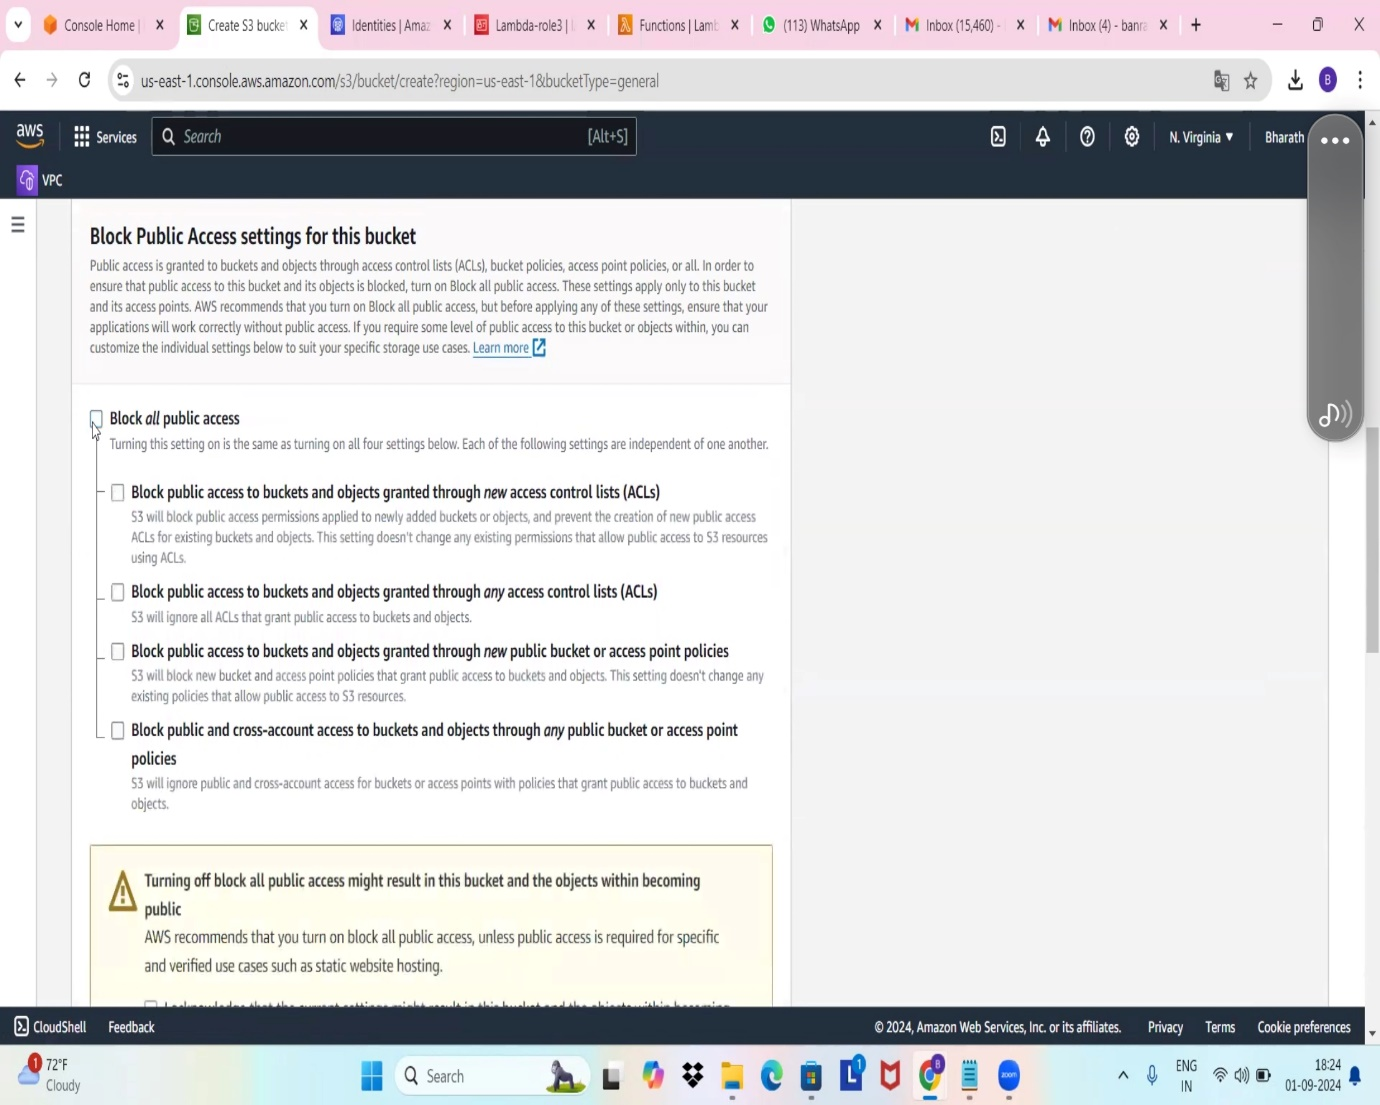 Console Home |
Create S3 bucket
Identities | Amaz
Lambda-role3 |
Functions | Lamb
(113) WhatsApp
Inbox (15,460) -
Inbox (4) - banra
us-east-1.console.aws.amazon.com/s3/bucket/create?region=us-east-1&bucketType=general
B
aws
Services
Search
[Alt+S]
N. Virginia
Bharath
VPC
Block Public Access settings for this bucket
Public access is granted to buckets and objects through access control lists (ACLs), bucket policies, access point policies, or all. In order to
ensure that public access to this bucket and its objects is blocked, turn on Block all public access. These settings apply only to this bucket
and its access points. AWS recommends that you turn on Block all public access, but before applying any of these settings, ensure that your
applications will work correctly without public access. If you require some level of public access to this bucket or objects within, you can
customize the individual settings below to suit your specific storage use cases. Learn more
Block all public access
Turning this setting on is the same as turning on all four settings below. Each of the following settings are independent of one another.
Block public access to buckets and objects granted through new access control lists (ACLs)
S3 will block public access permissions applied to newly added buckets or objects, and prevent the creation of new public access
ACLs for existing buckets and objects. This setting doesn't change any existing permissions that allow public access to S3 resources
using ACLs.
Block public access to buckets and objects granted through any access control lists (ACLs)
S3 will ignore all ACLs that grant public access to buckets and objects.
Block public access to buckets and objects granted through new public bucket or access point policies
S3 will block new bucket and access point policies that grant public access to buckets and objects. This setting doesn't change any
existing policies that allow public access to S3 resources.
Block public and cross-account access to buckets and objects through any public bucket or access point
policies
S3 will ignore public and cross-account access for buckets or access points with policies that grant public access to buckets and
objects.
Turning off block all public access might result in this bucket and the objects within becoming
public
AWS recommends that you turn on block all public access, unless public access is required for specific
and verified use cases such as static website hosting.
I acknowledge that the current settings might result in this bucket and the objects within becoming
CloudShell
Feedback
© 2024, Amazon Web Services, Inc. or its affiliates.
Privacy
Terms
Cookie preferences
1
72°F
Cloudy
Search
L
1
B
zoom
ENG
IN
18:24
01-09-2024